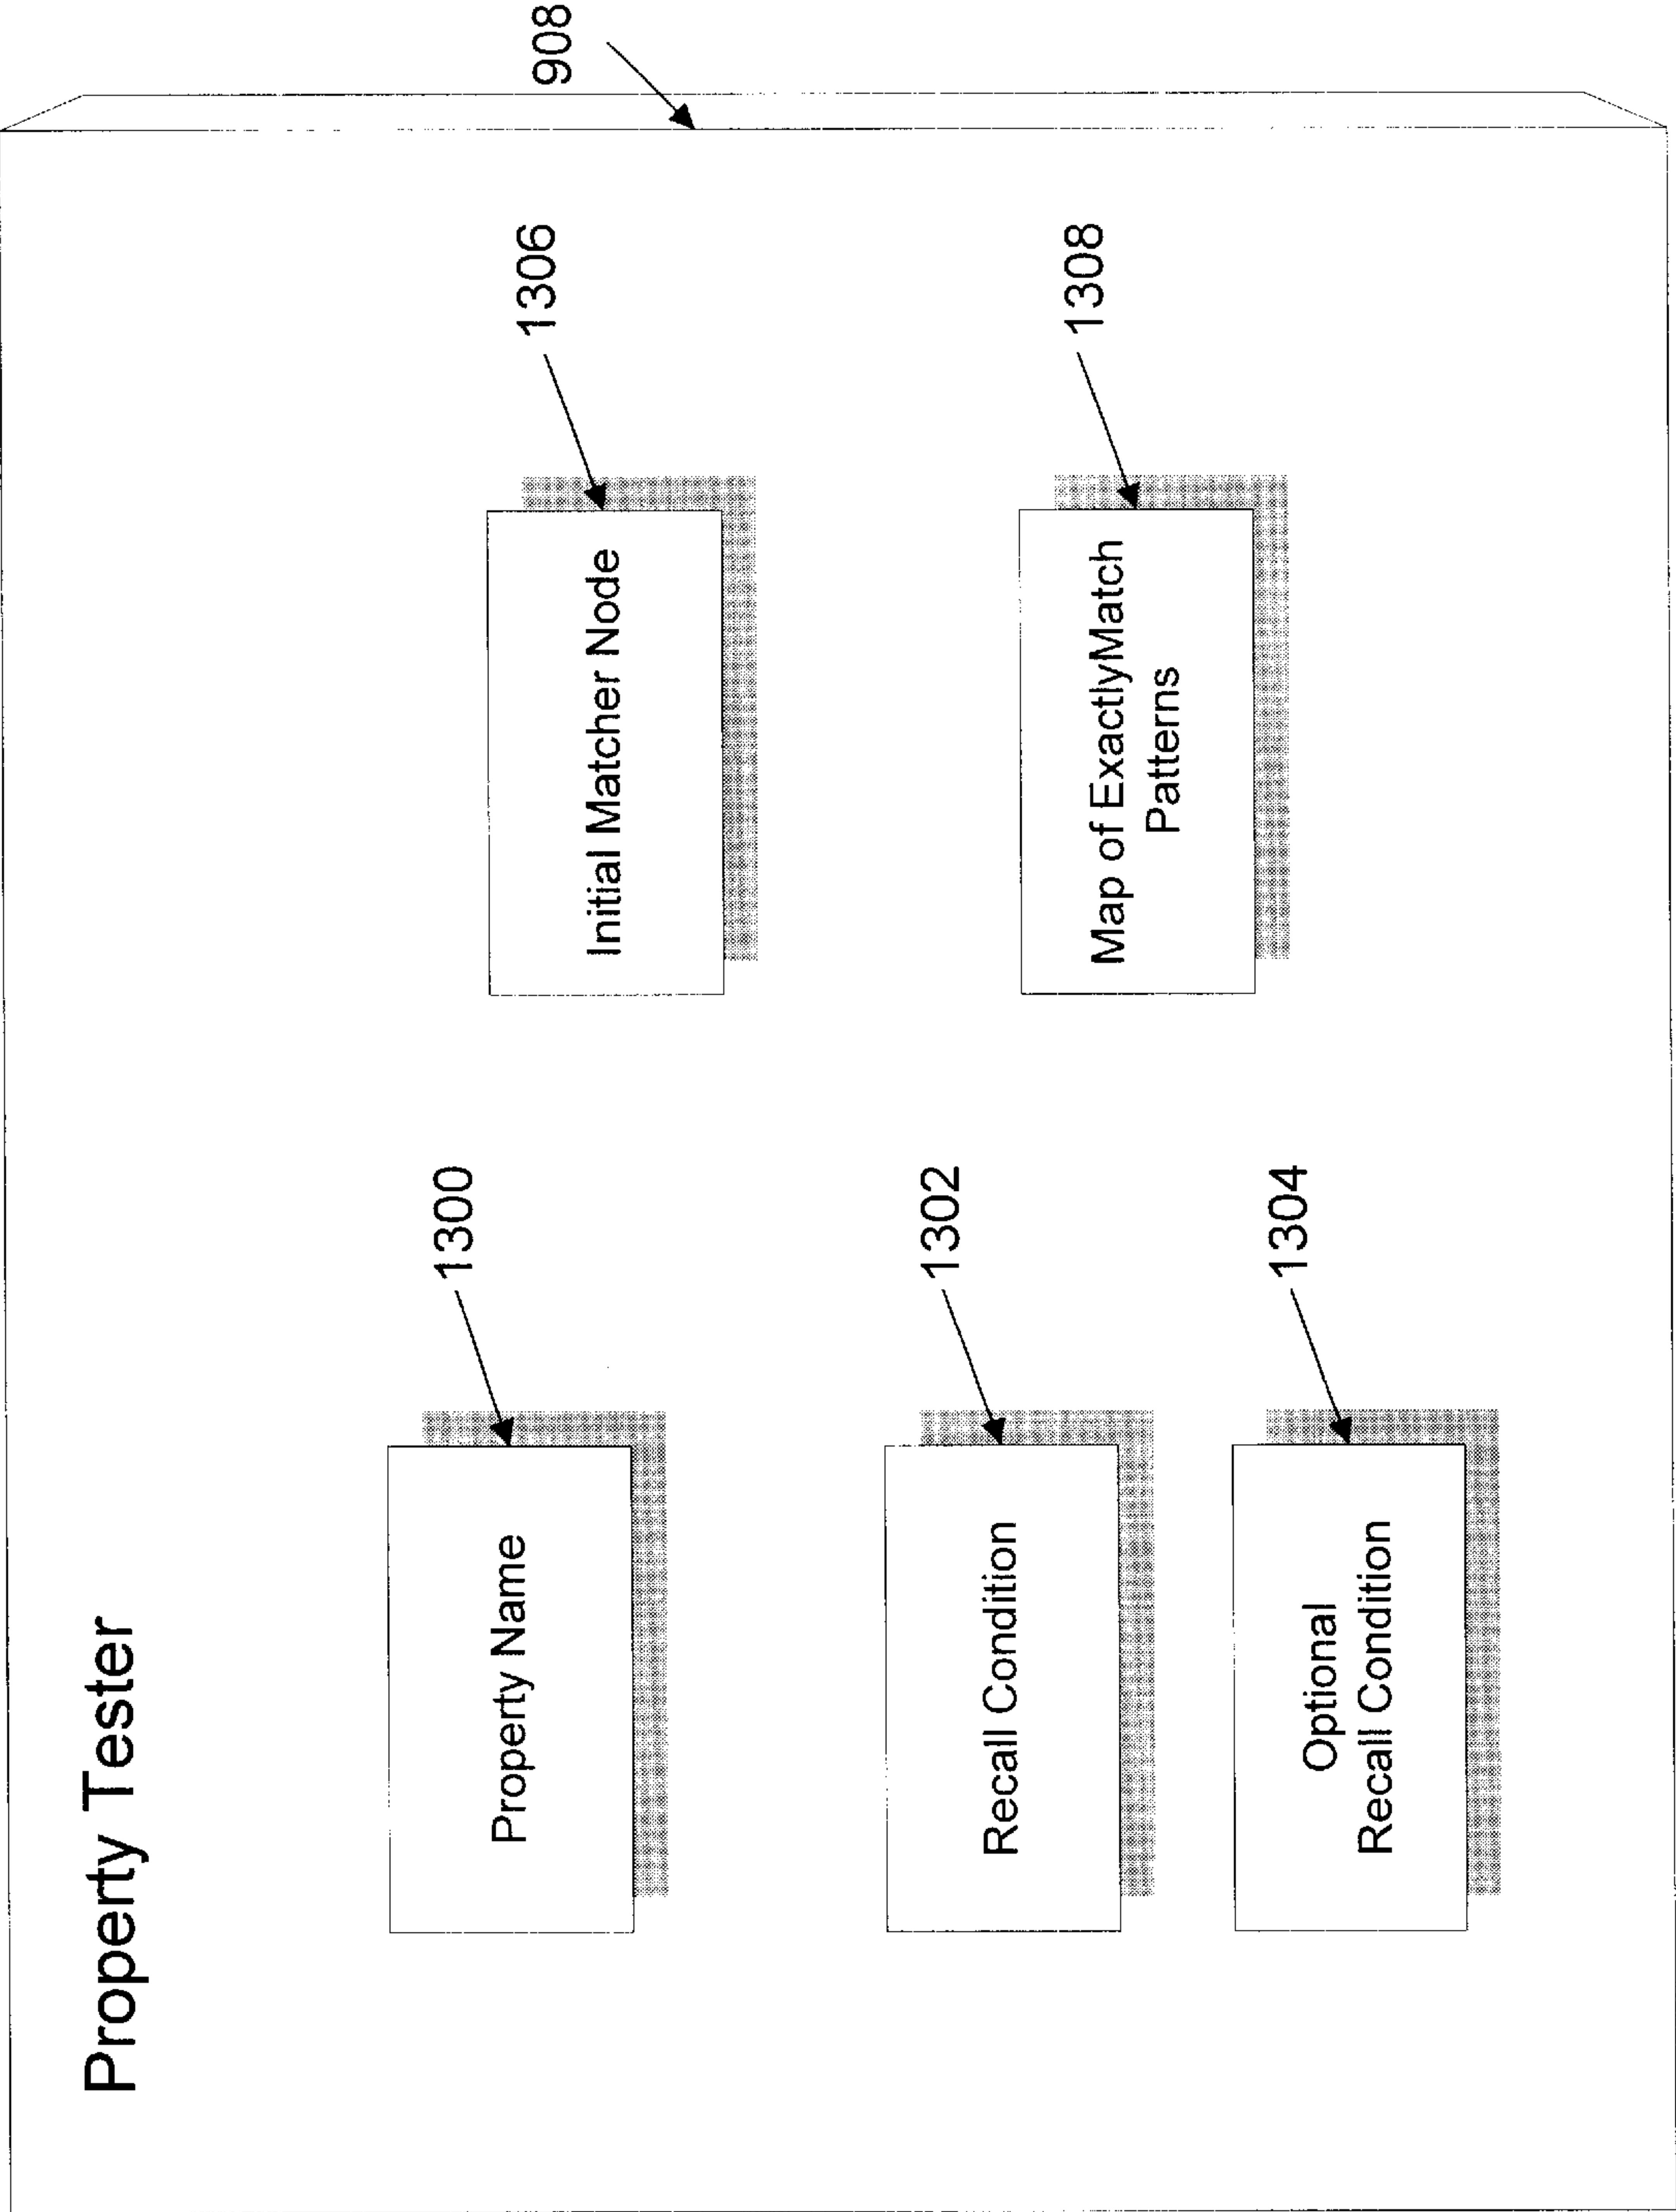 Property Tester
908
1300
Property Name
1302
Recall Condition
1304
Optional
Recall Condition
1306
Initial Matcher Node
1308
Map of ExactlyMatch
Patterns